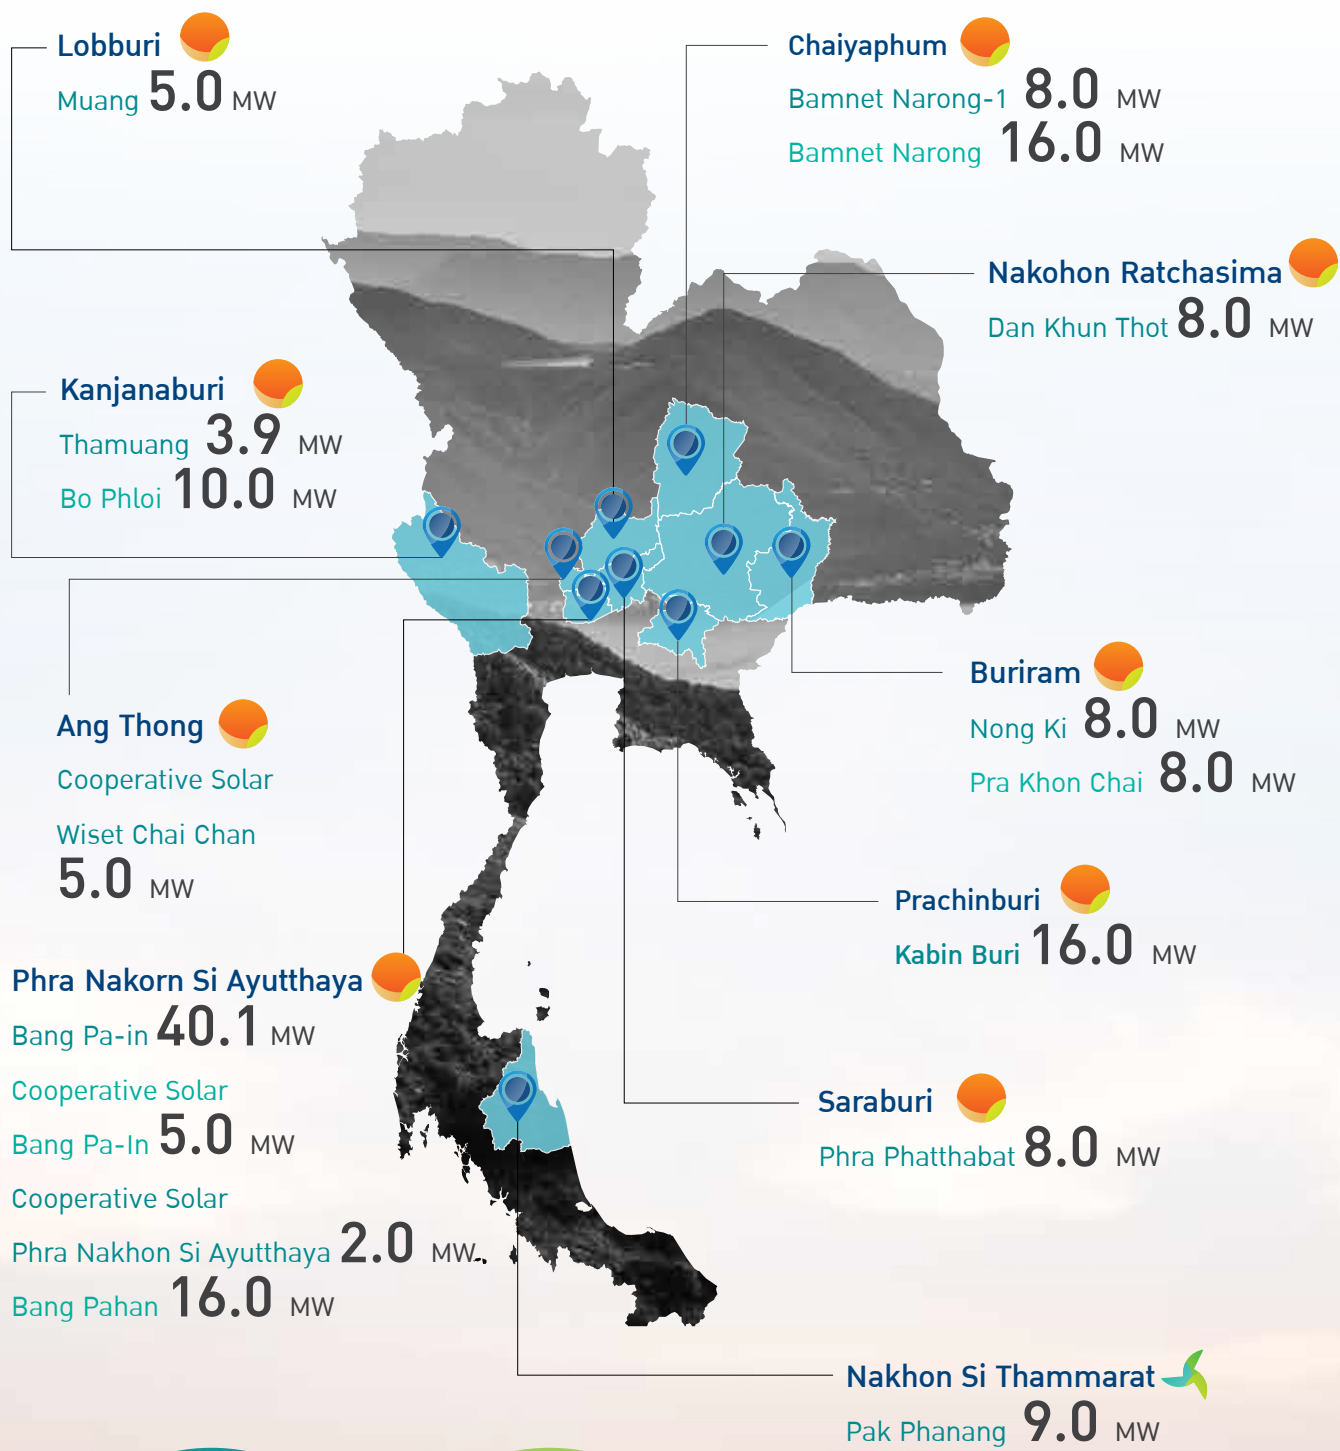 Lobburi
Muang 5.0 MW
Chaiyaphum
Bamnet Narong-1 8.0 MW
Bamnet Narong 16.0 MW
Nakohon Ratchasima
Dan Khun Thot 8.0 MW
Kanjanaburi
Thamuang 3.9 MW
Bo Phloi 10.0 MW
Ang Thong
Cooperative Solar
Wiset Chai Chan
5.0 MW
Buriram
Nong Ki 8.0 MW
Pra Khon Chai 8.0 MW
Prachinburi
Kabin Buri 16.0 MW
Phra Nakorn Si Ayutthaya
Bang Pa-in 40.1 MW
Cooperative Solar
Bang Pa-In 5.0 MW
Cooperative Solar
Phra Nakhon Si Ayutthaya 2.0 MW
Bang Pahan 16.0 MW
Saraburi
Phra Phatthabat 8.0 MW
Nakhon Si Thammarat
Pak Phanang 9.0 MW